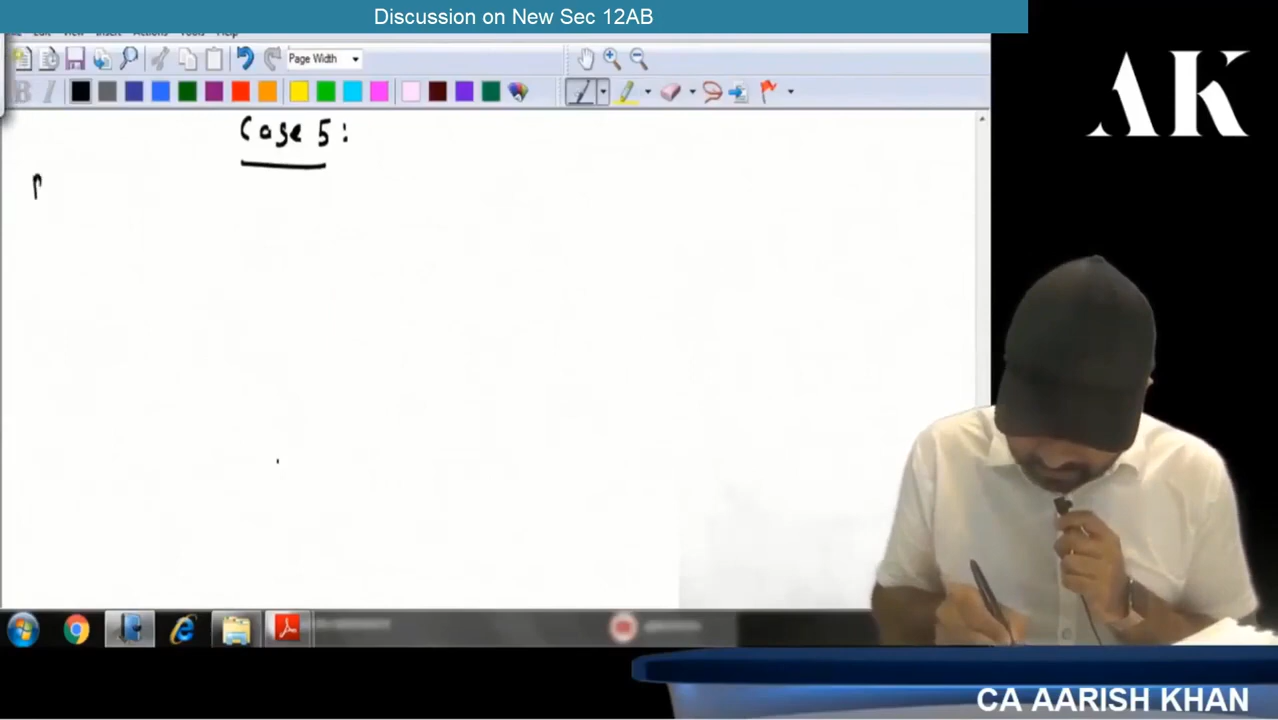 Discussion on New Sec 12AB
Page Width
B I
Case 5:
AK
CA AARISH KHAN